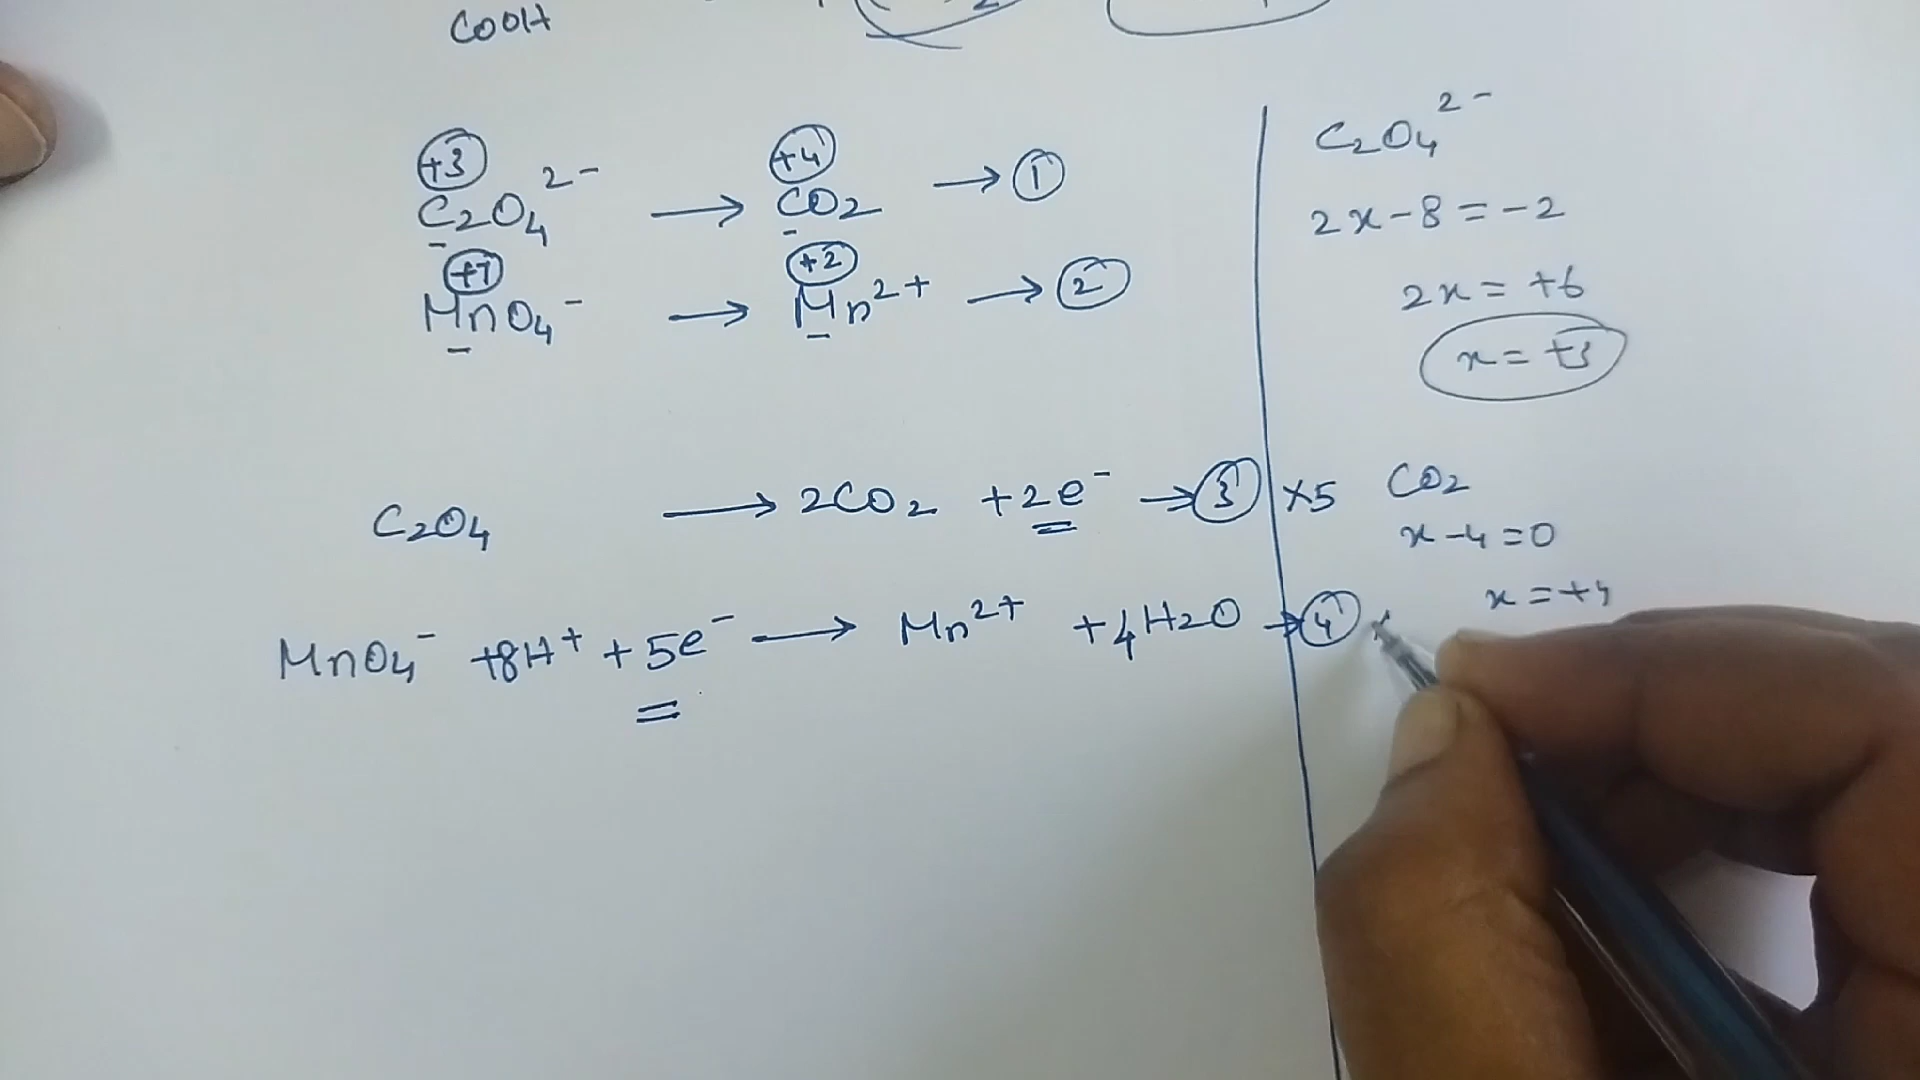 COOH
+3 +4
C2O4 2- → CO2 → 1
+7 +2
MnO4 - → Mn2+ → 2
C2O4 → 2CO2 + 2e- → 3 ×5
MnO4 - +8H+ + 5e- → Mn2+ + 4H2O → 4
C2O4 2-
2x-8=-2
2x=+6
x=+3
CO2
x-4=0
x=+4